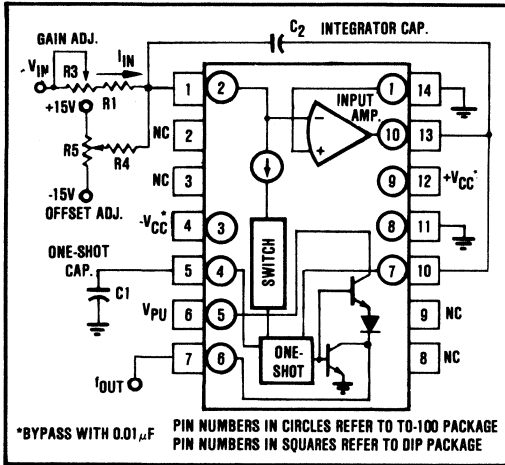 C2 INTEGRATOR CAP.
GAIN ADJ.
-VIN
IIN
R3
R1
+15V
R5
R4
-15V
OFFSET ADJ.
ONE-SHOT
CAP.
C1
VPU
fOUT
1
2
NC
2
NC
3
-VCC*
4
3
5
4
6
5
7
6
INPUT
AMP.
-
+
SWITCH
ONE-
SHOT
1
14
10
13
9
12
+VCC*
8
11
7
10
9
NC
8
NC
*BYPASS WITH 0.01µF
PIN NUMBERS IN CIRCLES REFER TO TO-100 PACKAGE
PIN NUMBERS IN SQUARES REFER TO DIP PACKAGE